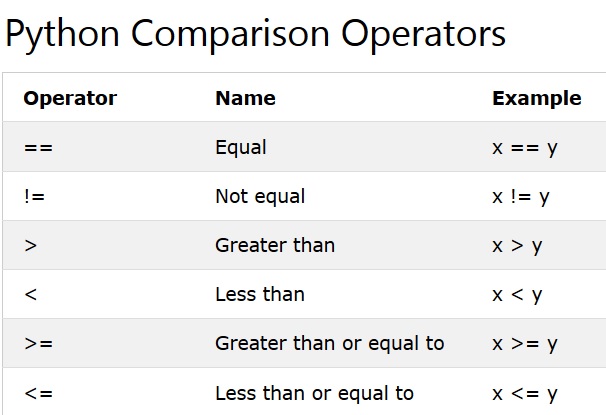 Python Comparison Operators
Operator Name Example
== Equal x == y
!= Not equal x != y
> Greater than x > y
< Less than x < y
>= Greater than or equal to x >= y
<= Less than or equal to x <= y